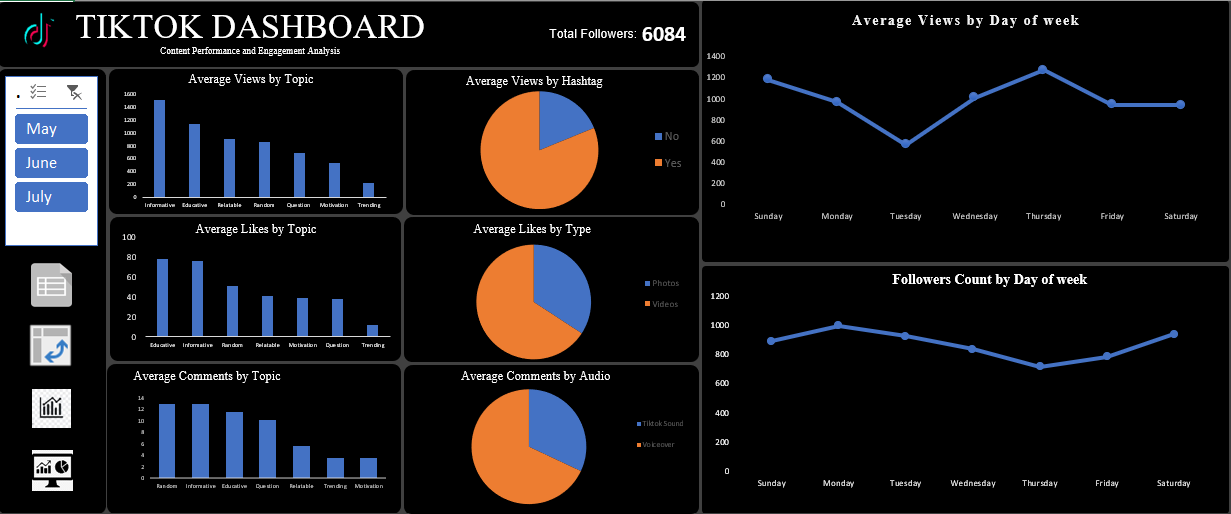 TIKTOK DASHBOARD
Content Performance and Engagement Analysis
Total Followers: 6084
.
May
June
July
Average Views by Topic
1600
1400
1200
1000
800
600
400
200
0
Informative Educative Relatable Random Question Motivation Trending
Average Views by Hashtag
No
Yes
Average Likes by Topic
100
80
60
40
20
0
Educative Informative Random Relatable Motivation Question Trending
Average Likes by Type
Photos
Videos
Average Comments by Topic
14
12
10
8
6
4
2
0
Random Informative Educative Question Relatable Trending Motivation
Average Comments by Audio
Tiktok Sound
Voiceover
Average Views by Day of week
1400
1200
1000
800
600
400
200
0
Sunday Monday Tuesday Wednesday Thursday Friday Saturday
Followers Count by Day of week
1200
1000
800
600
400
200
0
Sunday Monday Tuesday Wednesday Thursday Friday Saturday